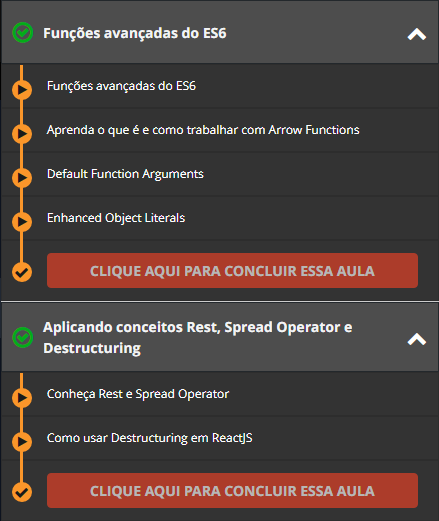 Funções avançadas do ES6
Funções avançadas do ES6
Aprenda o que é e como trabalhar com Arrow Functions
Default Function Arguments
Enhanced Object Literals
CLIQUE AQUI PARA CONCLUIR ESSA AULA
Aplicando conceitos Rest, Spread Operator e
Destructuring
Conheça Rest e Spread Operator
Como usar Destructuring em ReactJS
CLIQUE AQUI PARA CONCLUIR ESSA AULA